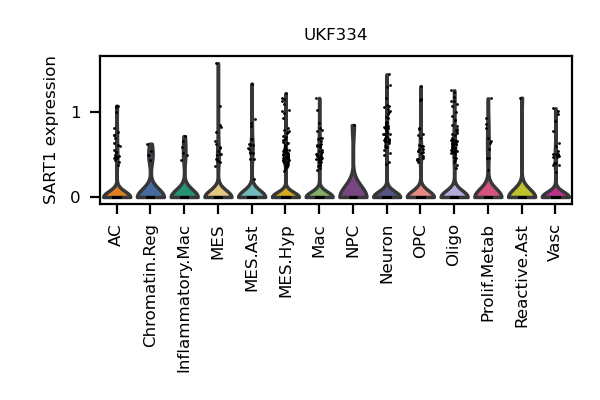 UKF334
SART1 expression
1
0
AC
Chromatin.Reg
Inflammatory.Mac
MES
MES.Ast
MES.Hyp
Mac
NPC
Neuron
OPC
Oligo
Prolif.Metab
Reactive.Ast
Vasc